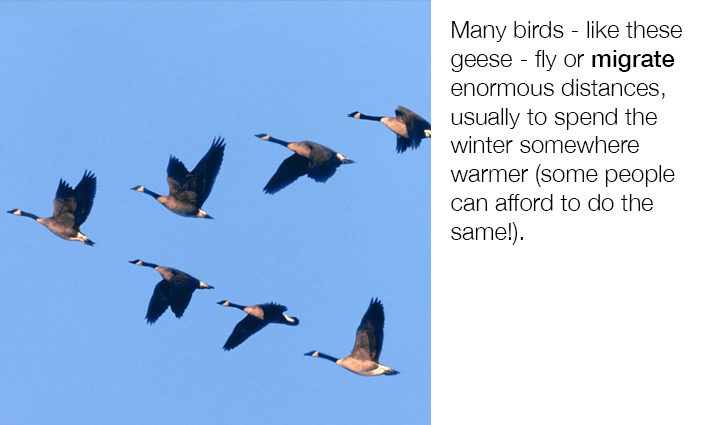 Many birds - like these
geese - fly or migrate
enormous distances,
usually to spend the
winter somewhere
warmer (some people
can afford to do the
same!).